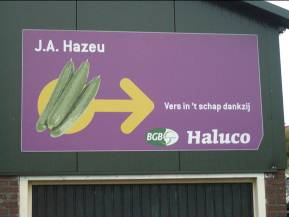 J.A. Hazeu
Vers in 't schap dankzij
BGB Haluco